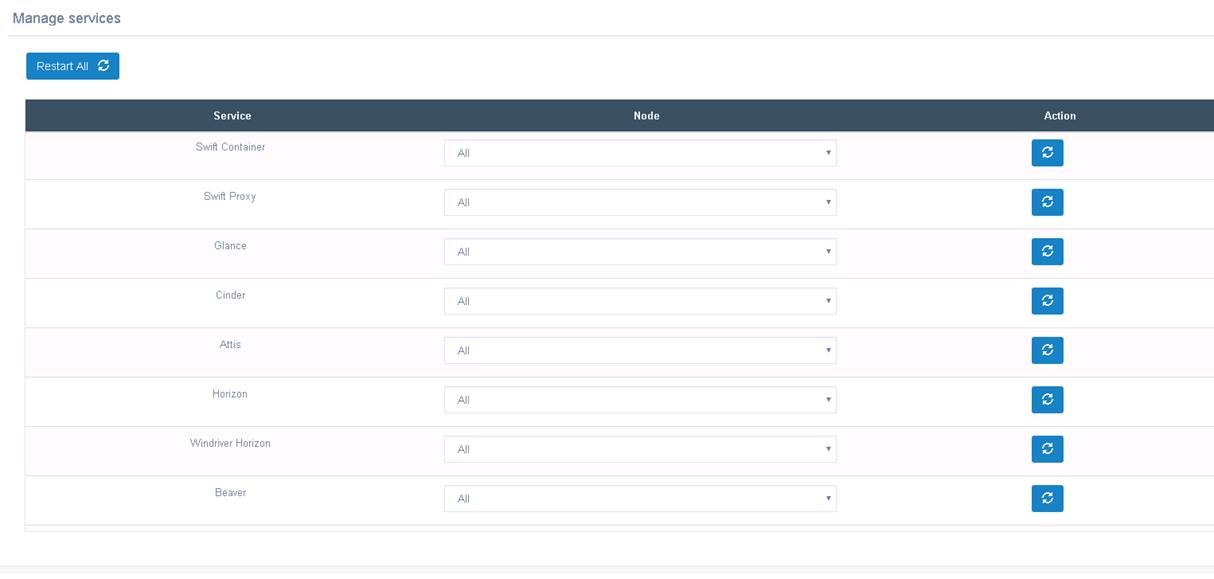 Manage services
Restart All
Service Node Action
Swift Container All
Swift Proxy All
Glance All
Cinder All
Attis All
Horizon All
Windriver Horizon All
Beaver All